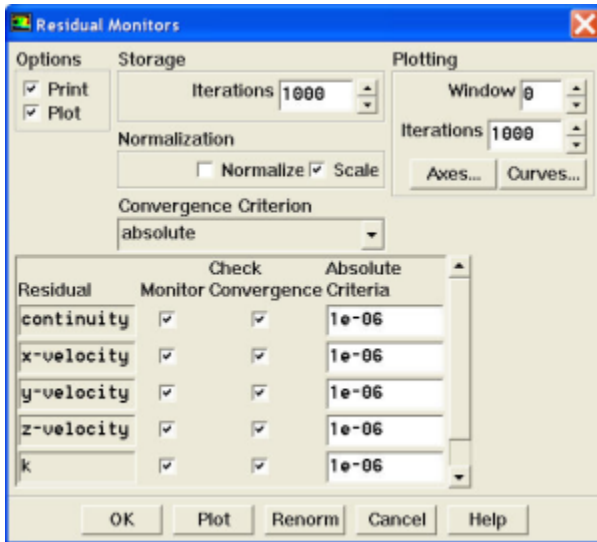 Residual Monitors
Options Storage Plotting
Print
Plot
Iterations 1000
Window 0
Iterations 1000
Normalization
Normalize Scale
Axes... Curves...
Convergence Criterion
absolute
Residual Monitor Check Convergence Absolute Criteria
continuity 1e-06
x-velocity 1e-06
y-velocity 1e-06
z-velocity 1e-06
k 1e-06
OK Plot Renorm Cancel Help